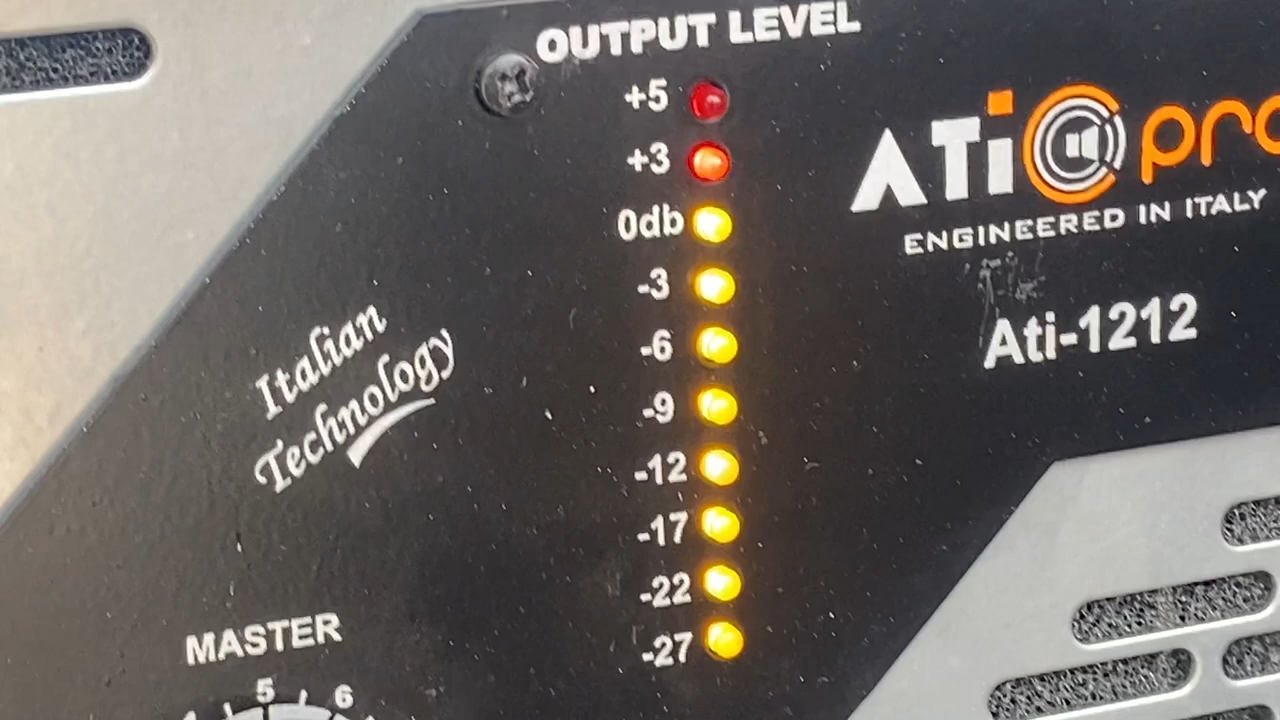 OUTPUT LEVEL
+5
+3
0db
-3
-6
-9
-12
-17
-22
-27
ATi pro
ENGINEERED IN ITALY
Ati-1212
Italian
Technology
MASTER
5 6